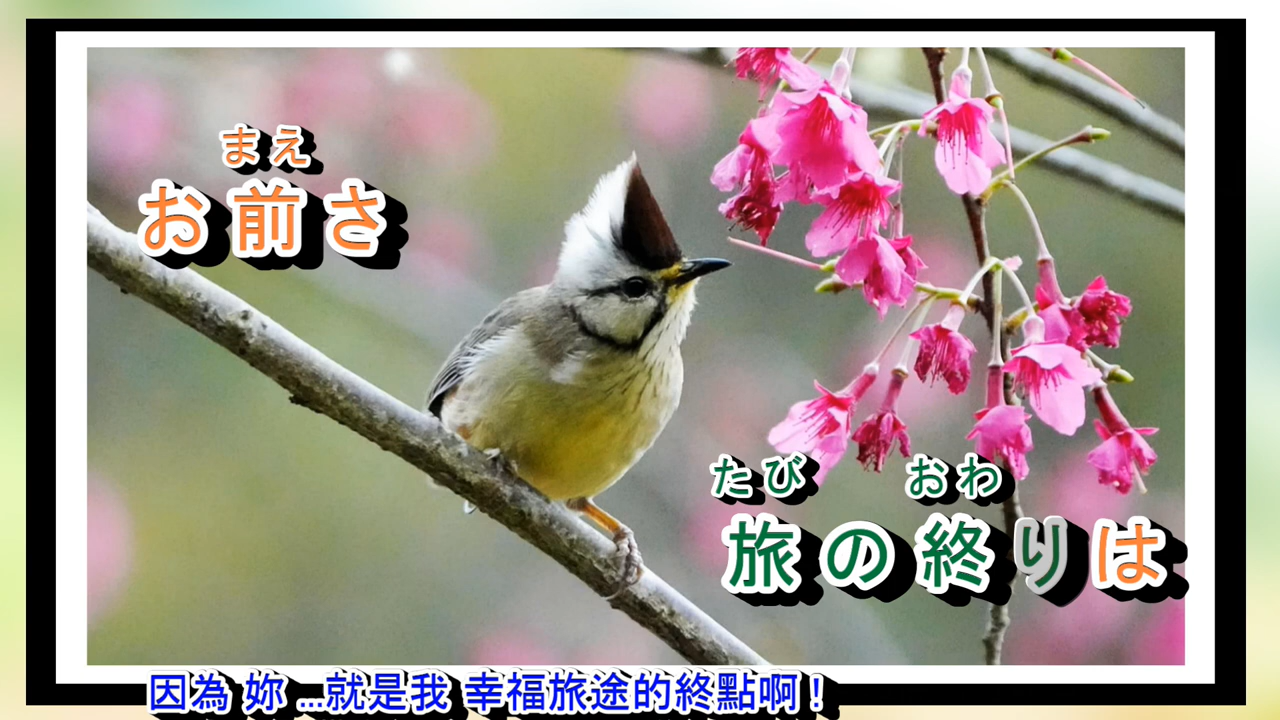 まえ
お前さ
たび おわ
旅の終りは
因為 妳 ...就是我 幸福旅途的終點啊 !